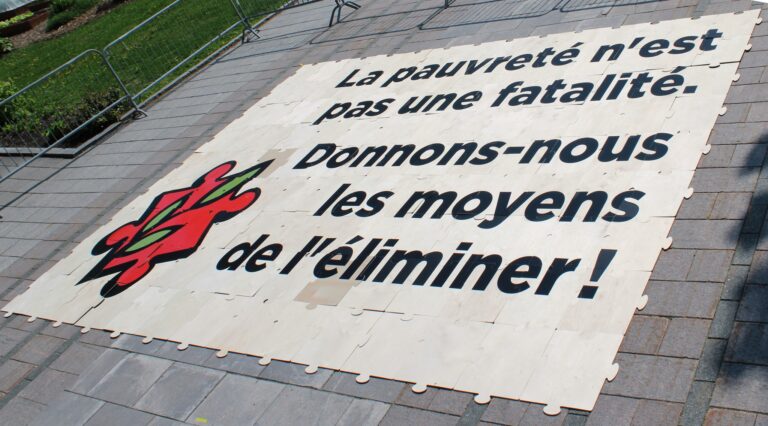 La pauvreté n'est
pas une fatalité.
Donnons-nous
les moyens
de l'éliminer!